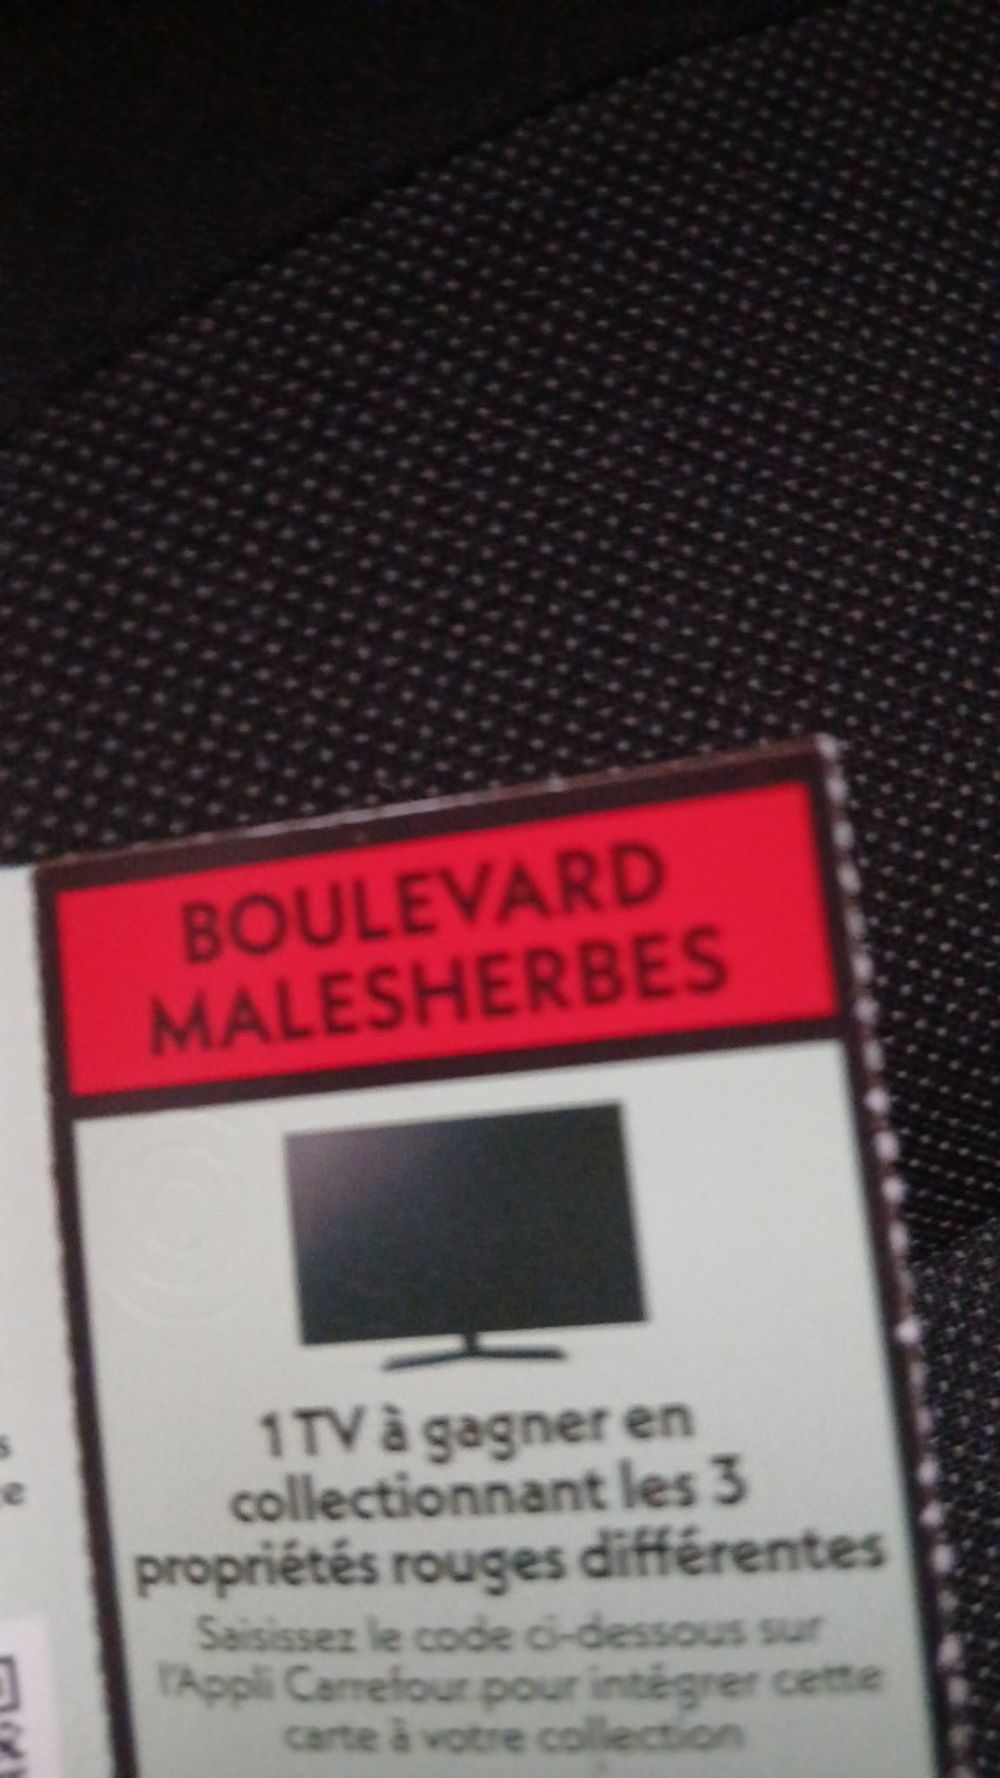 BOULEVARD
MALESHERBES
1 TV à gagner en
collectionnant les 3
propriétés rouges différentes
Saisissez le code ci-dessous sur
l'Appli Carrefour pour intégrer cette
carte à votre collection